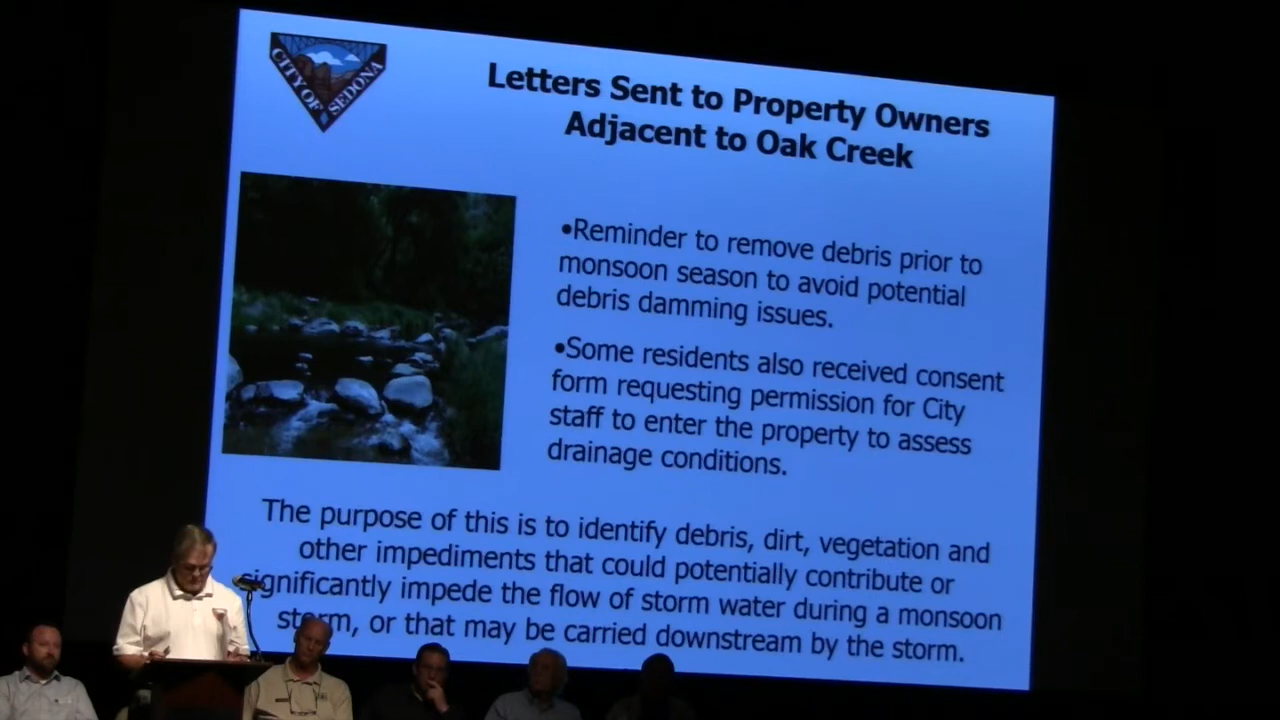 CITY OF SEDONA
Letters Sent to Property Owners
Adjacent to Oak Creek
•Reminder to remove debris prior to
monsoon season to avoid potential
debris damming issues.
•Some residents also received consent
form requesting permission for City
staff to enter the property to assess
drainage conditions.
The purpose of this is to identify debris, dirt, vegetation and
other impediments that could potentially contribute or
significantly impede the flow of storm water during a monsoon
storm, or that may be carried downstream by the storm.